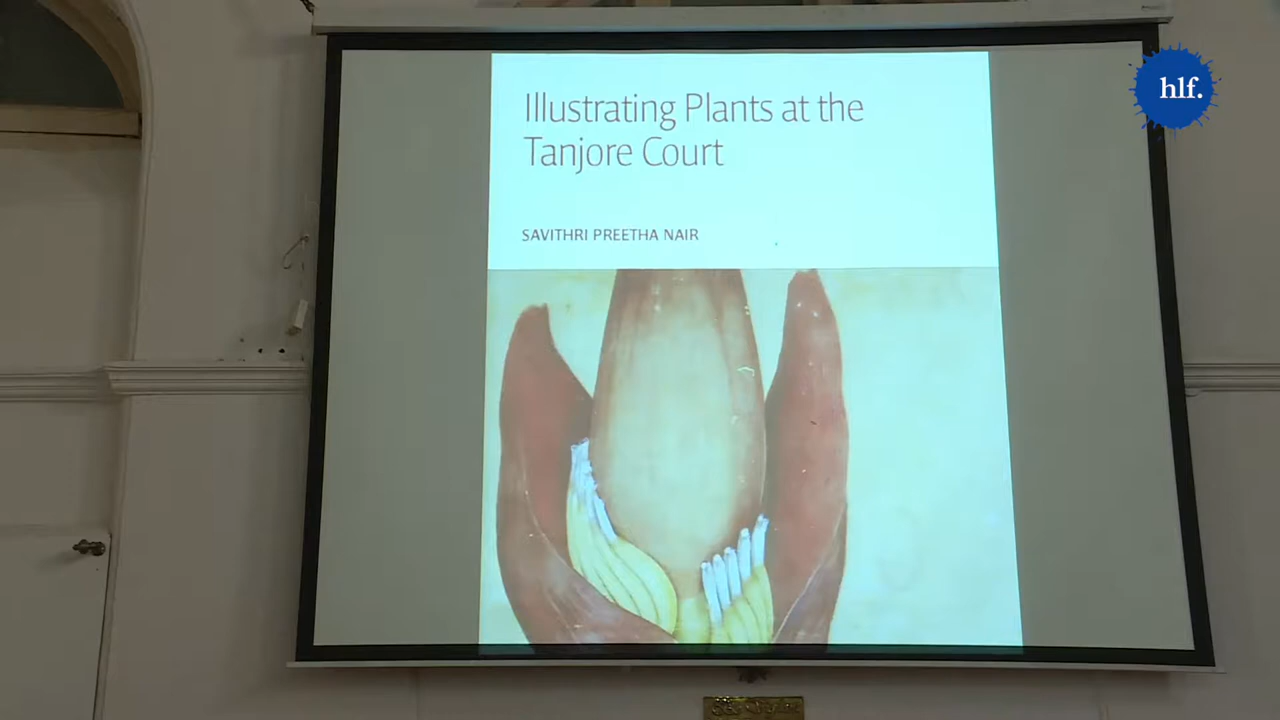 hlf.
Illustrating Plants at the
Tanjore Court
SAVITHRI PREETHA NAIR